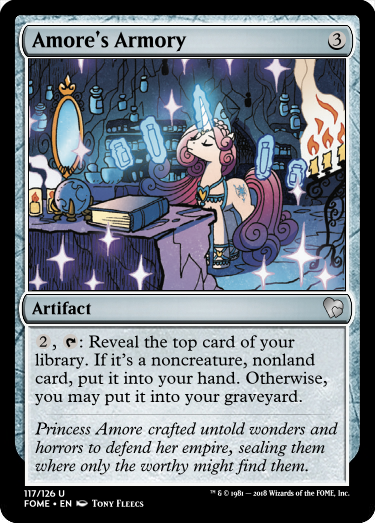 Amore's Armory 3
Artifact
2, : Reveal the top card of your
library. If it's a noncreature, nonland
card, put it into your hand. Otherwise,
you may put it into your graveyard.
Princess Amore crafted untold wonders and
horrors to defend her empire, sealing them
where only the worthy might find them.
117/126 U
FOME • EN Tony Fleecs
™ & © 1981 — 2018 Wizards of the FOME, Inc.